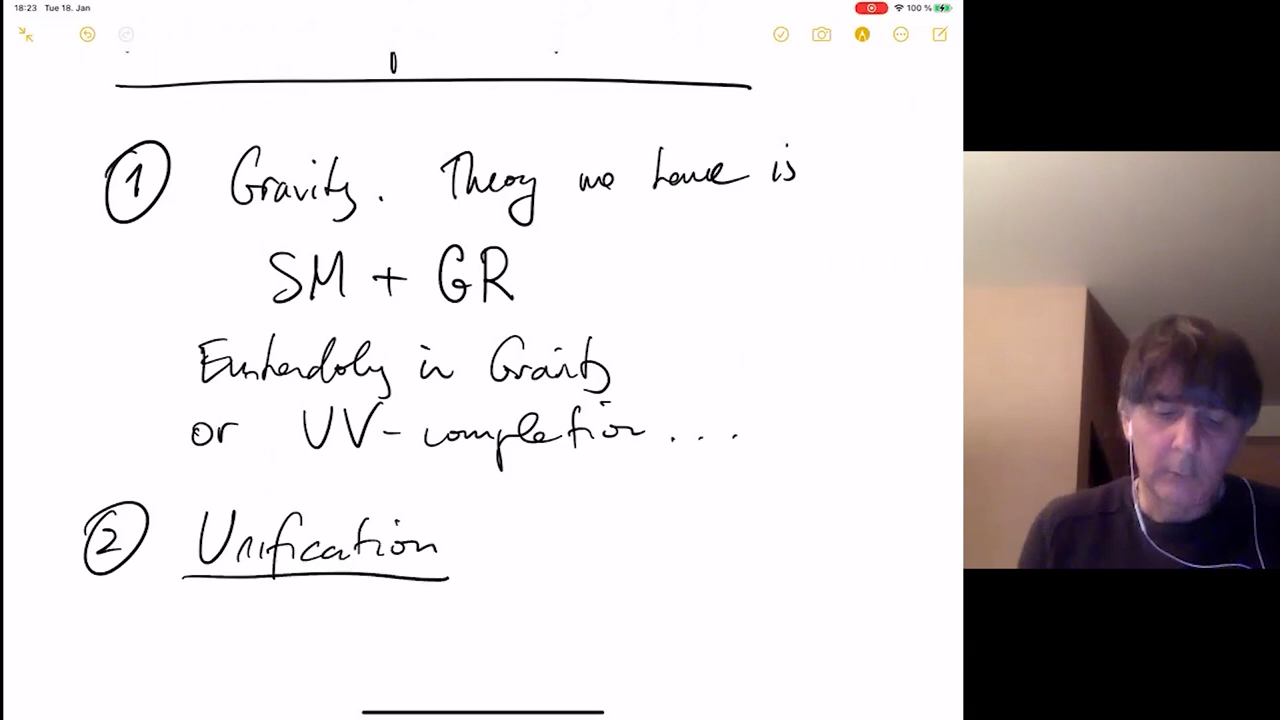 18:23 Tue 18. Jan
100 %
① Gravity. Theory we have is
SM + GR
in Gravity
or UV-completion ...
② Unification